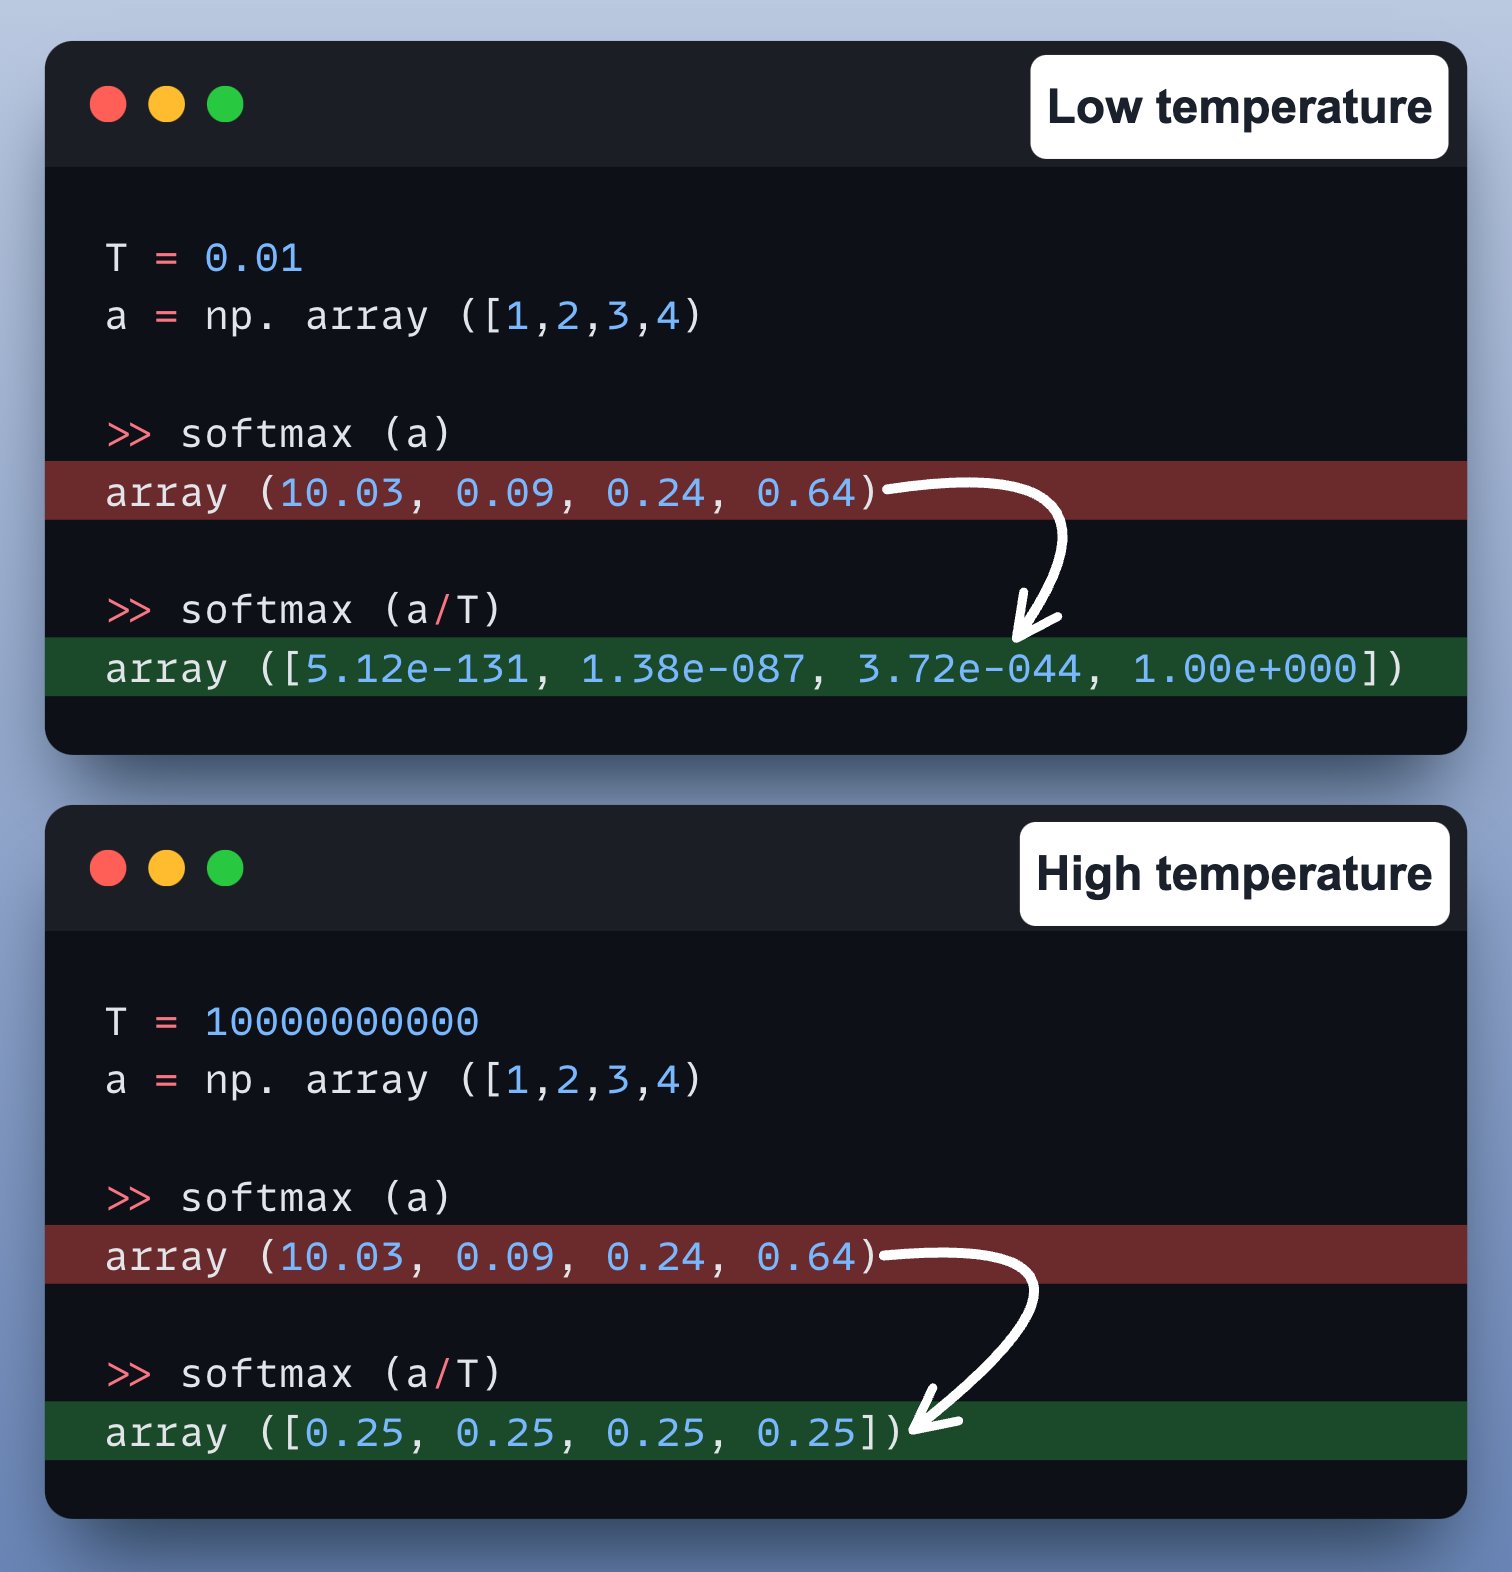 Low temperature
T = 0.01
a = np. array ([1,2,3,4)
>> softmax (a)
array (10.03, 0.09, 0.24, 0.64)
>> softmax (a/T)
array ([5.12e-131, 1.38e-087, 3.72e-044, 1.00e+000])
High temperature
T = 10000000000
a = np. array ([1,2,3,4)
>> softmax (a)
array (10.03, 0.09, 0.24, 0.64)
>> softmax (a/T)
array ([0.25, 0.25, 0.25, 0.25])